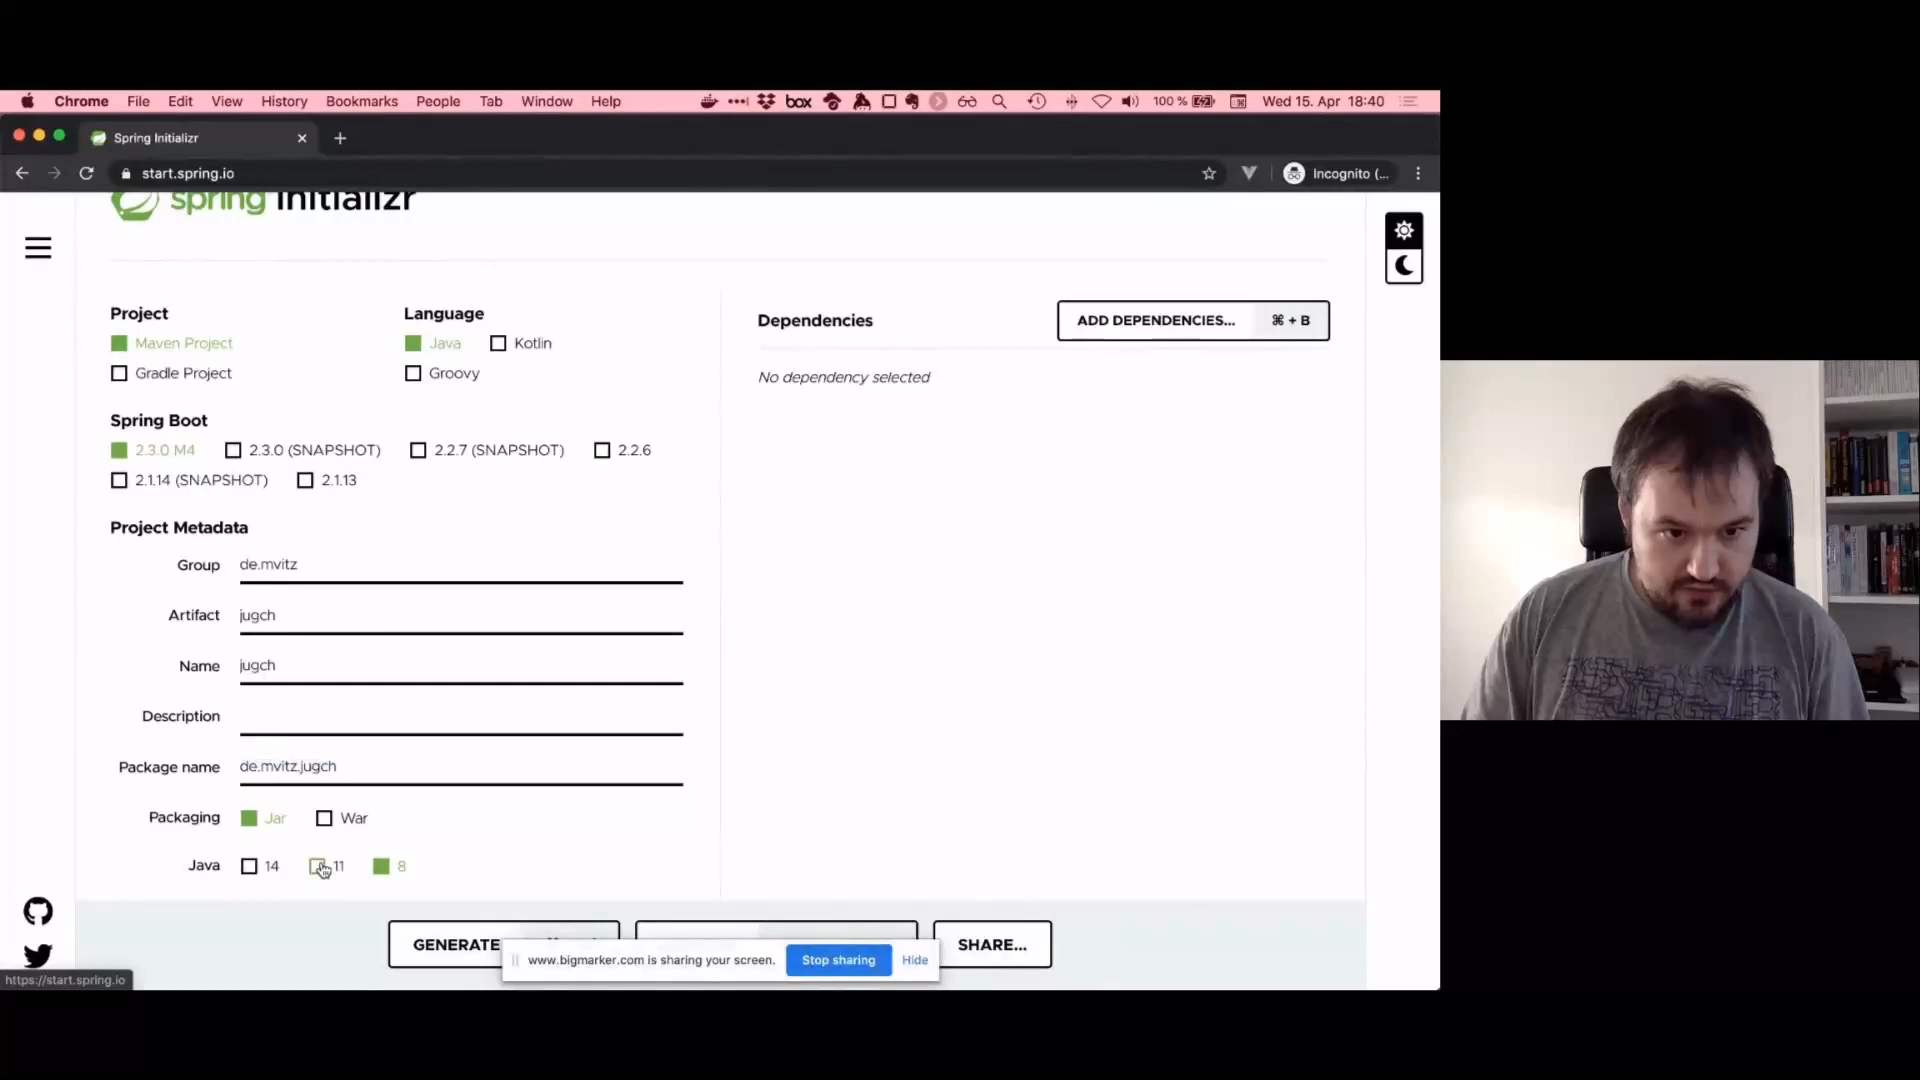 Chrome File Edit View History Bookmarks People Tab Window Help box 100 % Wed 15. Apr 18:40
Spring Initializr
start.spring.io Incognito (...
spring initializr
Project Language
Maven Project Java Kotlin
Gradle Project Groovy
Spring Boot
2.3.0 M4 2.3.0 (SNAPSHOT) 2.2.7 (SNAPSHOT) 2.2.6
2.1.14 (SNAPSHOT) 2.1.13
Project Metadata
Group de.mvitz
Artifact jugch
Name jugch
Description
Package name de.mvitz.jugch
Packaging Jar War
Java 14 11 8
Dependencies ADD DEPENDENCIES... ⌘ + B
No dependency selected
GENERATE SHARE...
www.bigmarker.com is sharing your screen. Stop sharing Hide
https://start.spring.io